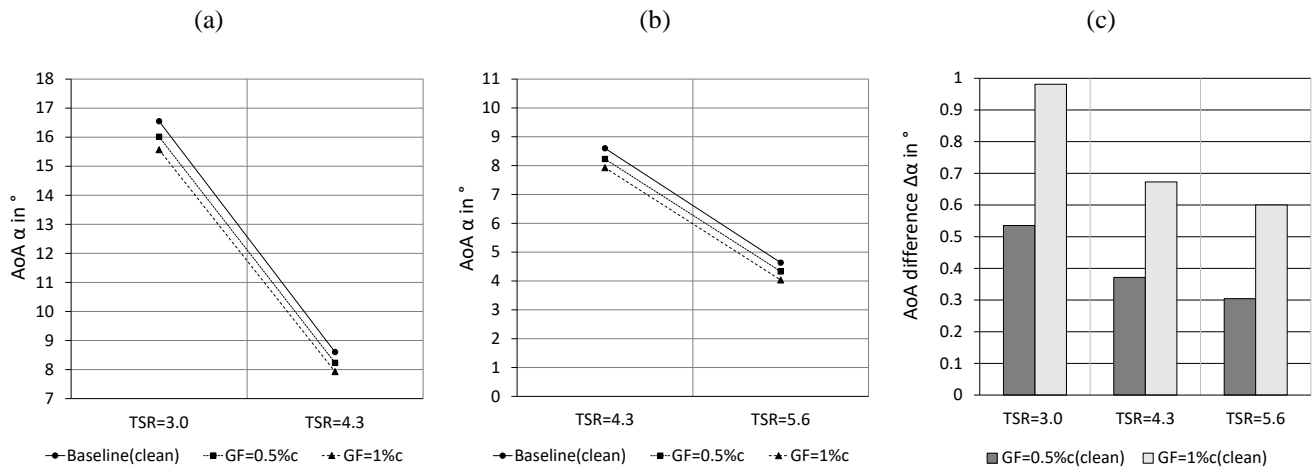 (a)
(b)
(c)
18
17
16
15
14
13
12
11
10
9
8
7
AoA α in °
TSR=3.0 TSR=4.3
Baseline(clean) GF=0.5%c GF=1%c
11
10
9
8
7
6
5
4
3
2
1
0
AoA α in °
TSR=4.3 TSR=5.6
Baseline(clean) GF=0.5%c GF=1%c
1
0.9
0.8
0.7
0.6
0.5
0.4
0.3
0.2
0.1
0
AoA difference Δα in °
TSR=3.0 TSR=4.3 TSR=5.6
GF=0.5%c(clean) GF=1%c(clean)